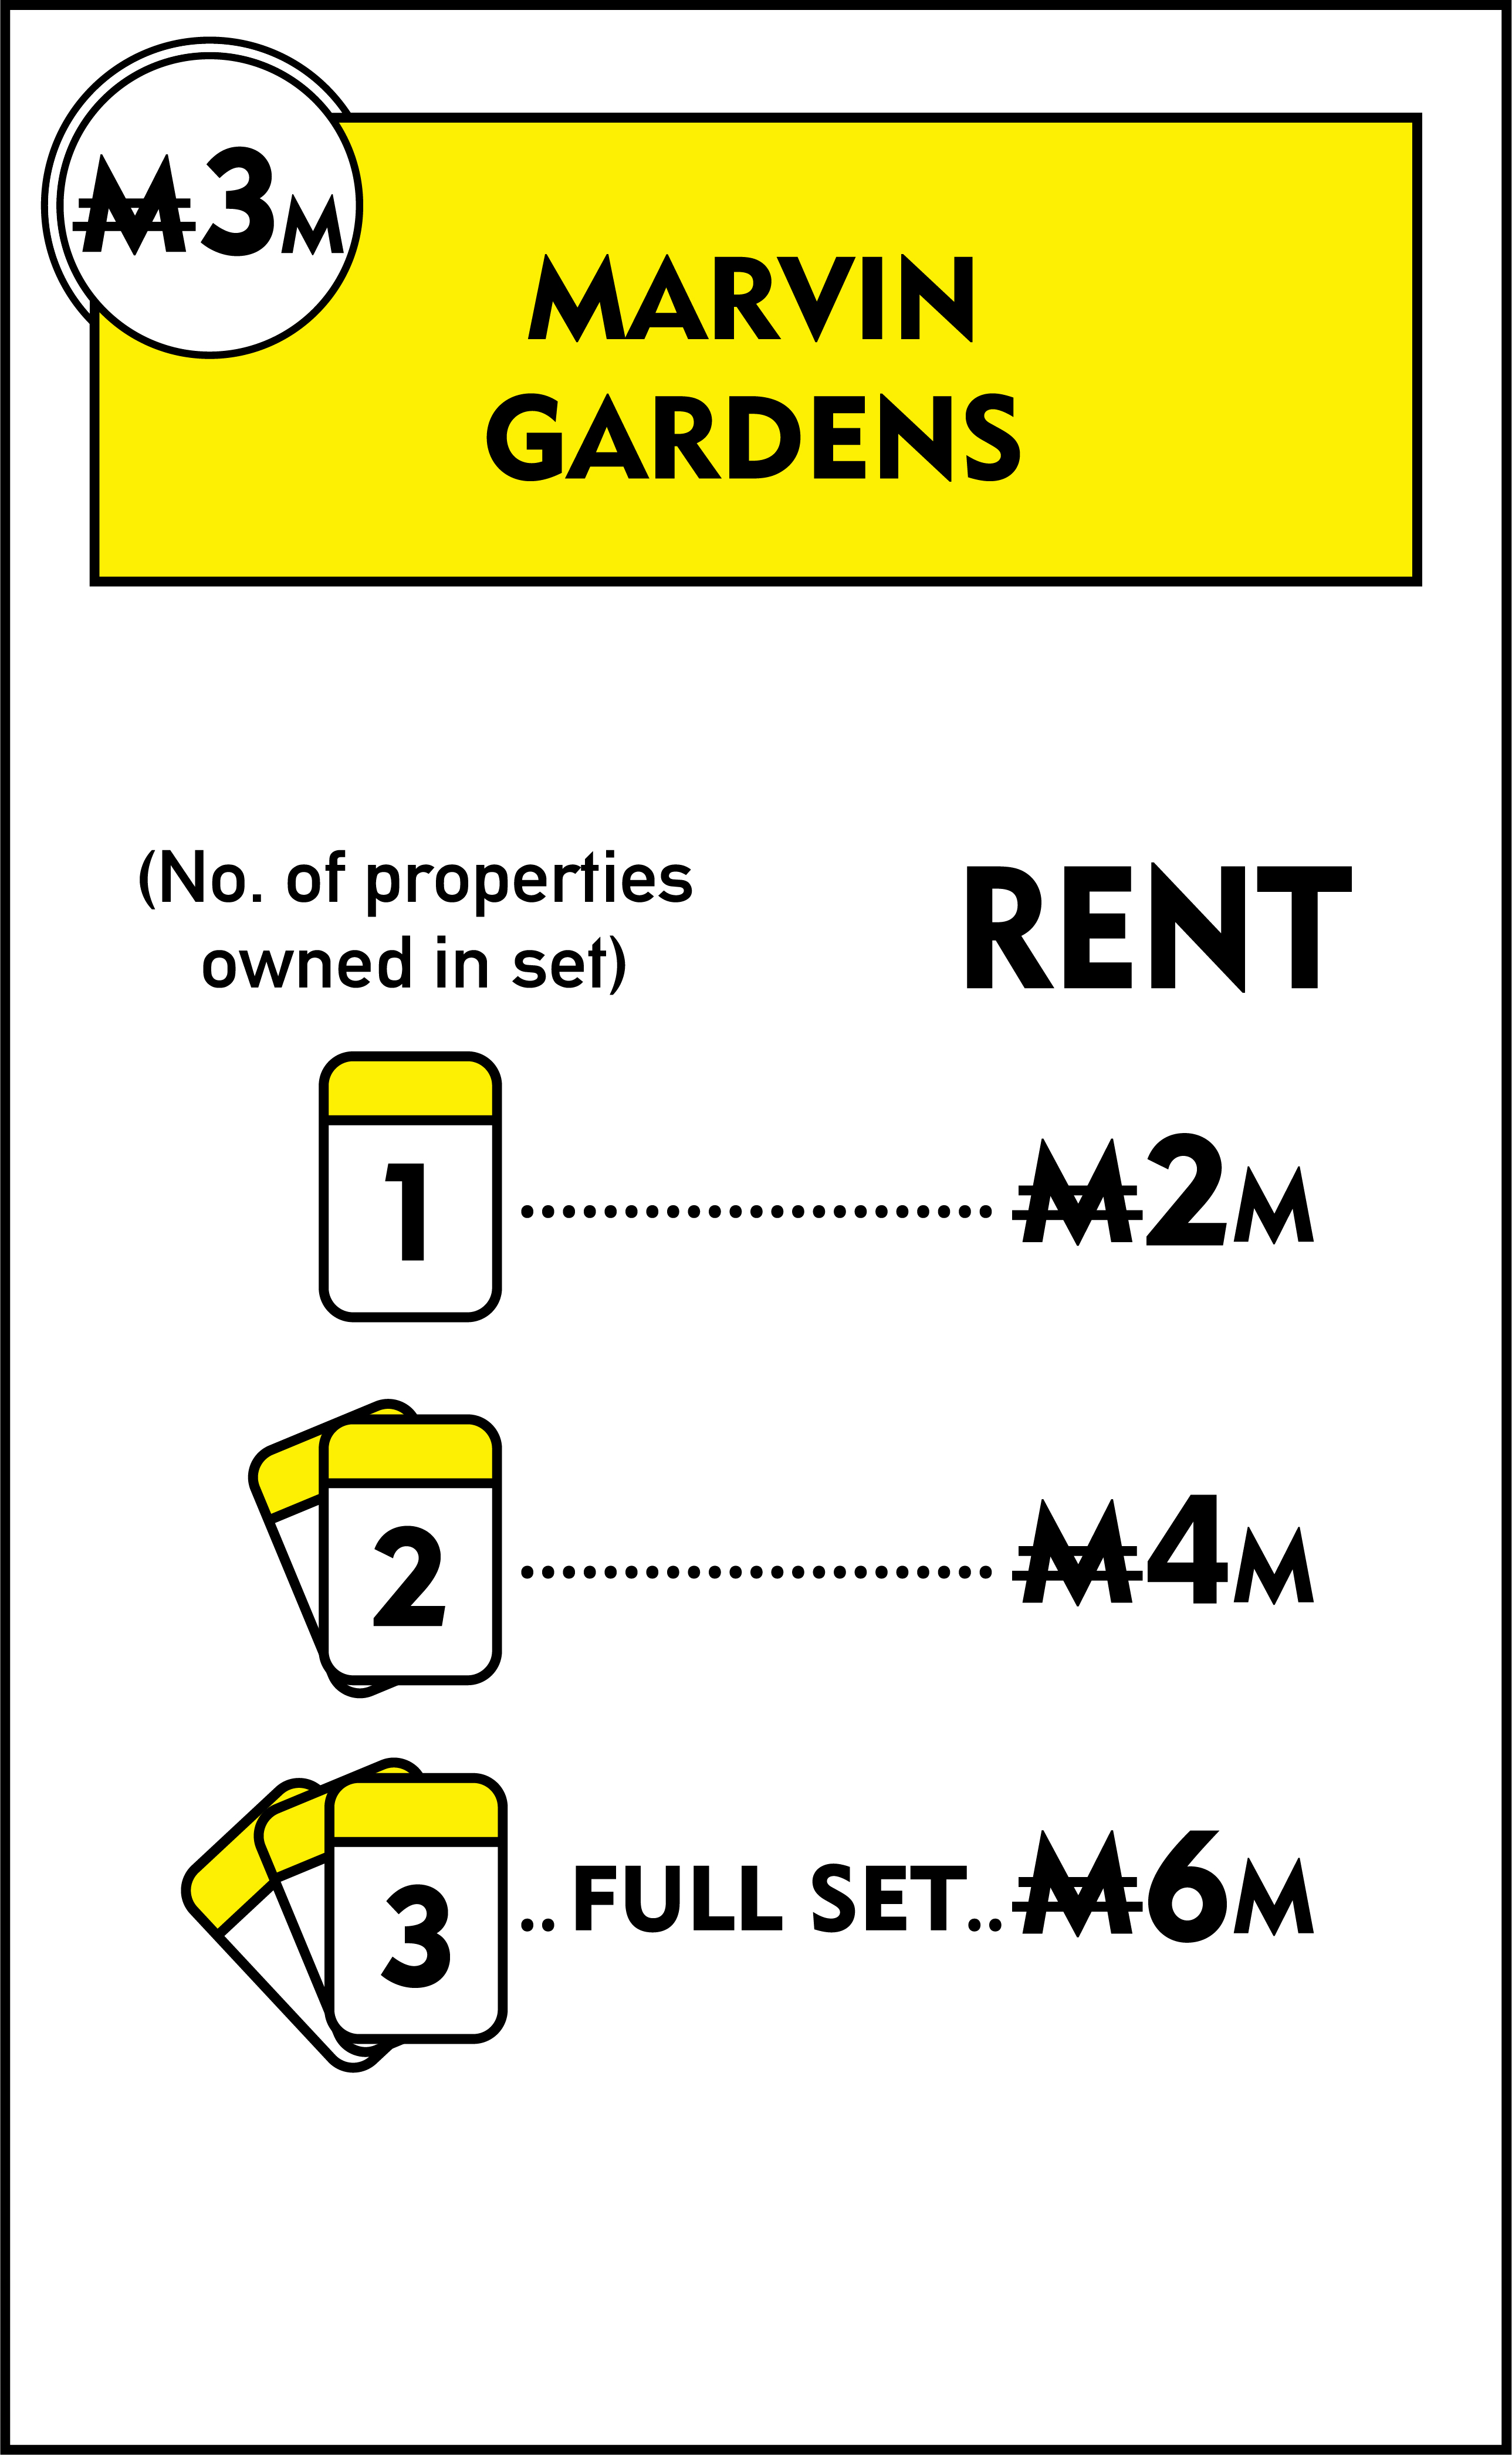 ₩3M
MARVIN
GARDENS
(No. of properties
owned in set)
RENT
1 ....................... ₩2M
2 ....................... ₩4M
3 ..FULL SET.. ₩6M